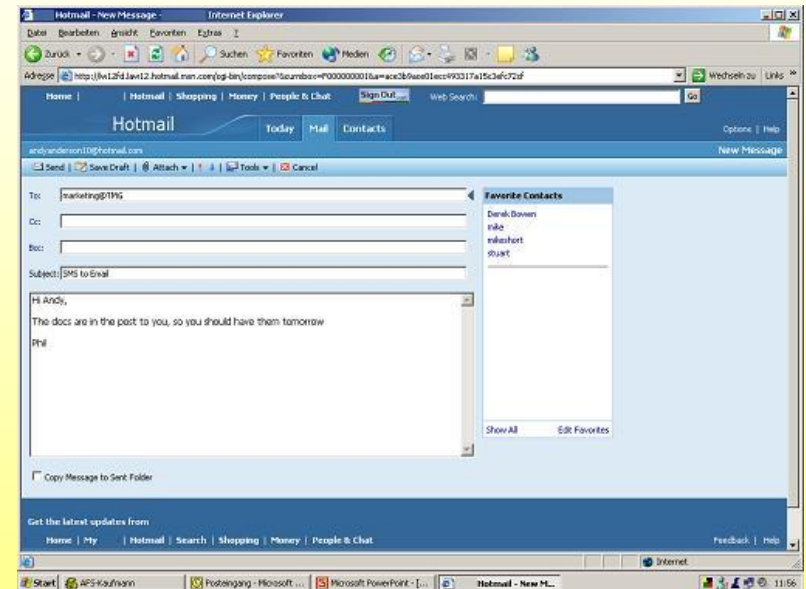 Hotmail - New Message - Internet Explorer
Datei Bearbeiten Ansicht Favoriten Extras ?
Zurück Suchen Favoriten Medien
Adresse Wechseln zu Links »
Home | | Hotmail | Shopping | Money | People & Chat Sign Out Web Search: Go
Hotmail Today Mail Contacts Options | Help
andyanderson10@hotmail.com New Message
Send | Save Draft | Attach | Tools | Cancel
To: marketing@TMG Favorite Contacts
Cc: Derek Bowen
mike
mikeshort
Bcc: stuart
Subject: SMS to Email
Hi Andy,
The docs are in the post to you, so you should have them tomorrow
Phil
Show All Edit Favorites
Copy Message to Sent Folder
Get the latest updates from
Home | My | Hotmail | Search | Shopping | Money | People & Chat Feedback | Help
Internet
Start APS-Kaufmann Posteingang - Microsoft ... Microsoft PowerPoint - [... Hotmail - New M... 11:56